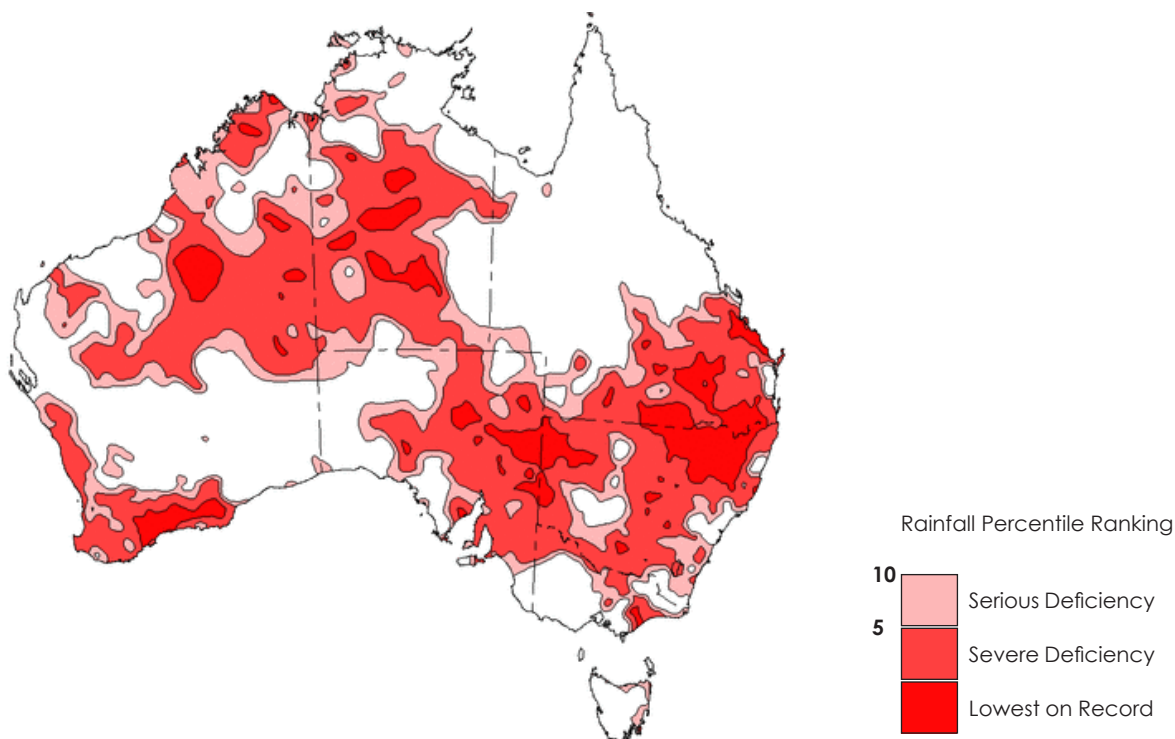 Rainfall Percentile Ranking
10
Serious Deficiency
5
Severe Deficiency
Lowest on Record